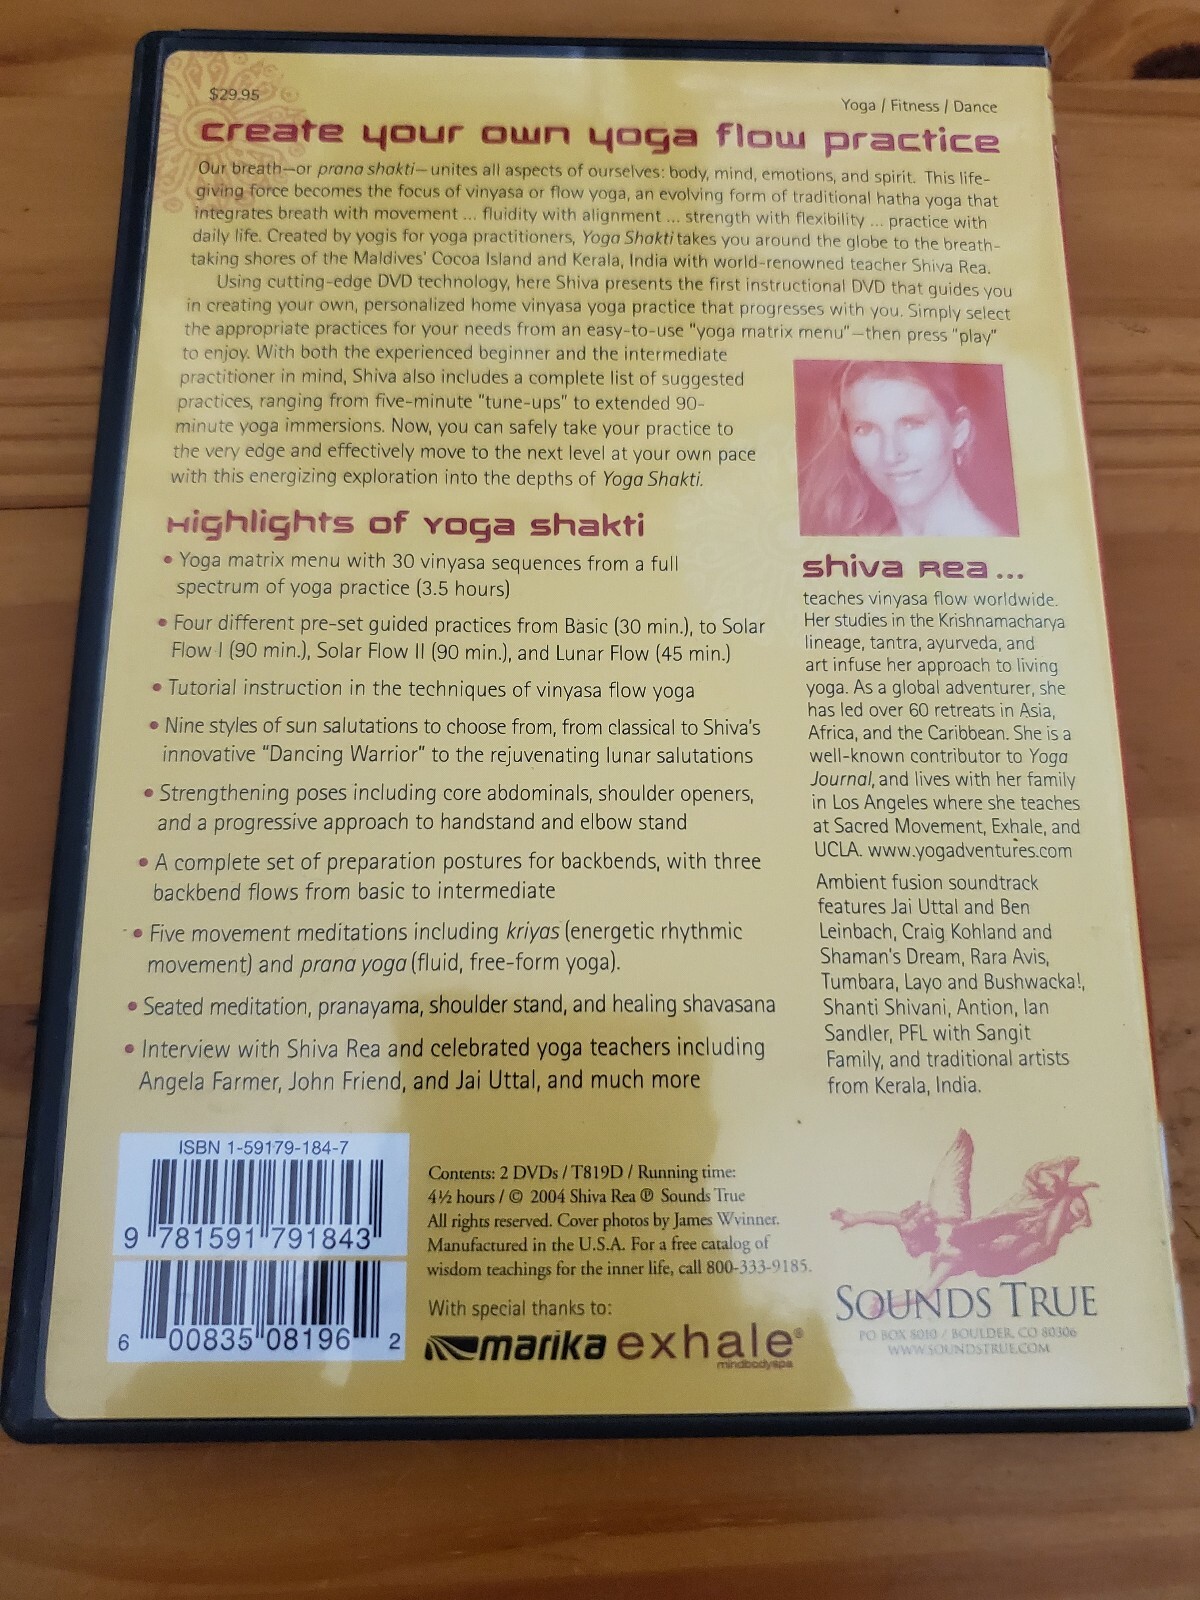 $29.95
Yoga / Fitness / Dance
create your own yoga flow practice
Our breath—or prana shakti—unites all aspects of ourselves: body, mind, emotions, and spirit. This life-
giving force becomes the focus of vinyasa or flow yoga, an evolving form of traditional hatha yoga that
integrates breath with movement ... fluidity with alignment ... strength with flexibility ... practice with
daily life. Created by yogis for yoga practitioners, Yoga Shakti takes you around the globe to the breath-
taking shores of the Maldives' Cocoa Island and Kerala, India with world-renowned teacher Shiva Rea.
Using cutting-edge DVD technology, here Shiva presents the first instructional DVD that guides you
in creating your own, personalized home vinyasa yoga practice that progresses with you. Simply select
the appropriate practices for your needs from an easy-to-use "yoga matrix menu"—then press "play"
to enjoy. With both the experienced beginner and the intermediate
practitioner in mind, Shiva also includes a complete list of suggested
practices, ranging from five-minute "tune-ups" to extended 90-
minute yoga immersions. Now, you can safely take your practice to
the very edge and effectively move to the next level at your own pace
with this energizing exploration into the depths of Yoga Shakti.
Highlights of Yoga Shakti
• Yoga matrix menu with 30 vinyasa sequences from a full
spectrum of yoga practice (3.5 hours)
• Four different pre-set guided practices from Basic (30 min.), to Solar
Flow I (90 min.), Solar Flow II (90 min.), and Lunar Flow (45 min.)
• Tutorial instruction in the techniques of vinyasa flow yoga
• Nine styles of sun salutations to choose from, from classical to Shiva's
innovative "Dancing Warrior" to the rejuvenating lunar salutations
• Strengthening poses including core abdominals, shoulder openers,
and a progressive approach to handstand and elbow stand
• A complete set of preparation postures for backbends, with three
backbend flows from basic to intermediate
• Five movement meditations including kriyas (energetic rhythmic
movement) and prana yoga (fluid, free-form yoga).
• Seated meditation, pranayama, shoulder stand, and healing shavasana
• Interview with Shiva Rea and celebrated yoga teachers including
Angela Farmer, John Friend, and Jai Uttal, and much more
Shiva Rea ...
teaches vinyasa flow worldwide.
Her studies in the Krishnamacharya
lineage, tantra, ayurveda, and
art infuse her approach to living
yoga. As a global adventurer, she
has led over 60 retreats in Asia,
Africa, and the Caribbean. She is a
well-known contributor to Yoga
Journal, and lives with her family
in Los Angeles where she teaches
at Sacred Movement, Exhale, and
UCLA. www.yogadventures.com
Ambient fusion soundtrack
features Jai Uttal and Ben
Leinbach, Craig Kohland and
Shaman's Dream, Rara Avis,
Tumbara, Layo and Bushwacka!,
Shanti Shivani, Antion, Ian
Sandler, PFL with Sangit
Family, and traditional artists
from Kerala, India.
ISBN 1-59179-184-7
9 781591 791843
6 00835 08196 2
Contents: 2 DVDs / T819D / Running time:
4½ hours / © 2004 Shiva Rea ℗ Sounds True
All rights reserved. Cover photos by James Wvinner.
Manufactured in the U.S.A. For a free catalog of
wisdom teachings for the inner life, call 800-333-9185.
With special thanks to:
marika exhale®
mindbodyspa
SOUNDS TRUE
PO BOX 8010 / BOULDER, CO 80306
WWW.SOUNDSTRUE.COM